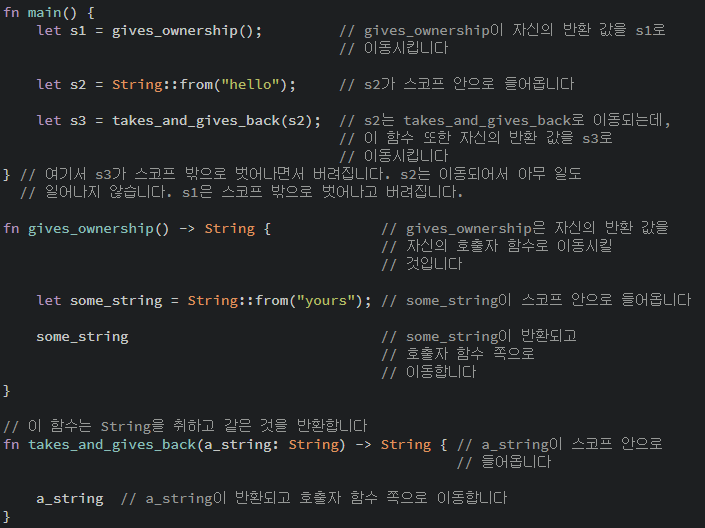 fn main() {
    let s1 = gives_ownership();         // gives_ownership이 자신의 반환 값을 s1로
                                        // 이동시킵니다
    let s2 = String::from("hello");     // s2가 스코프 안으로 들어옵니다
    let s3 = takes_and_gives_back(s2);  // s2는 takes_and_gives_back로 이동되는데,
                                        // 이 함수 또한 자신의 반환 값을 s3로
                                        // 이동시킵니다
} // 여기서 s3가 스코프 밖으로 벗어나면서 버려집니다. s2는 이동되어서 아무 일도
  // 일어나지 않습니다. s1은 스코프 밖으로 벗어나고 버려집니다.
fn gives_ownership() -> String {             // gives_ownership은 자신의 반환 값을
                                             // 자신의 호출자 함수로 이동시킬
                                             // 것입니다
    let some_string = String::from("yours"); // some_string이 스코프 안으로 들어옵니다
    some_string                              // some_string이 반환되고
                                             // 호출자 함수 쪽으로
                                             // 이동합니다
}
// 이 함수는 String을 취하고 같은 것을 반환합니다
fn takes_and_gives_back(a_string: String) -> String { // a_string이 스코프 안으로
                                                      // 들어옵니다
    a_string  // a_string이 반환되고 호출자 함수 쪽으로 이동합니다
}